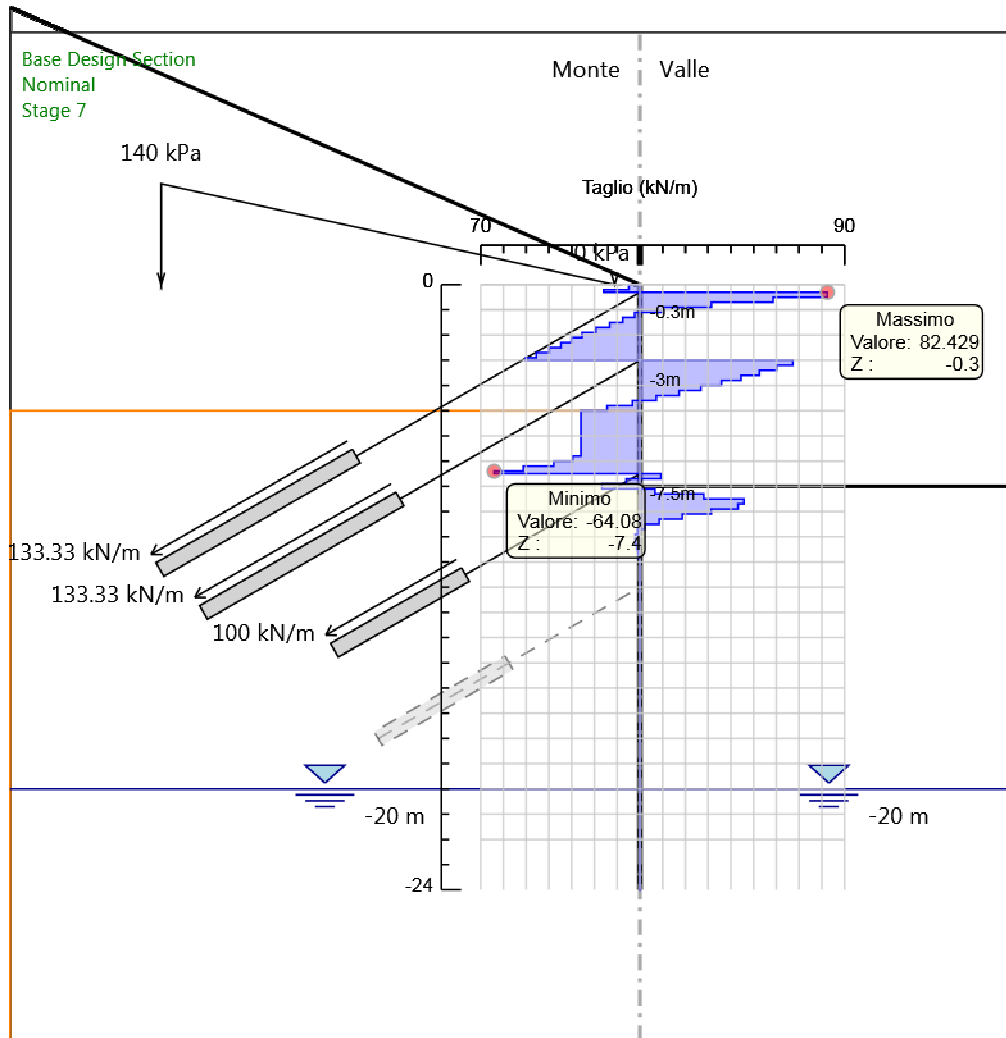 Base Design Section
Nominal
Stage 7
Monte Valle
140 kPa
Taglio (kN/m)
70 90
0 kPa
0
-0.3m
Massimo
Valore: 82.429
Z : -0.3
-3m
-7.5m
Minimo
Valore: -64.08
Z : -7.4
133.33 kN/m
133.33 kN/m
100 kN/m
-20 m -20 m
-24